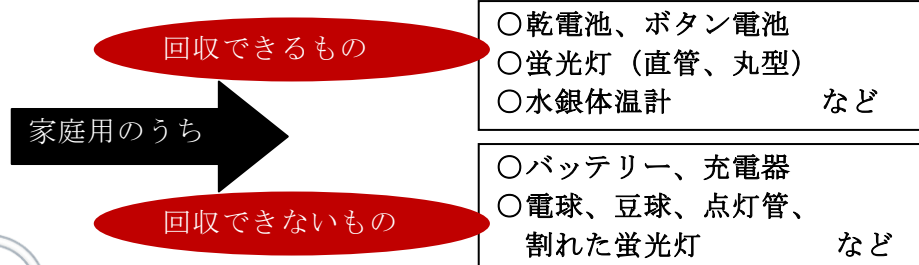 家庭用のうち
回収できるもの
○乾電池、ボタン電池
○蛍光灯（直管、丸型）
○水銀体温計 など
回収できないもの
○バッテリー、充電器
○電球、豆球、点灯管、
割れた蛍光灯 など